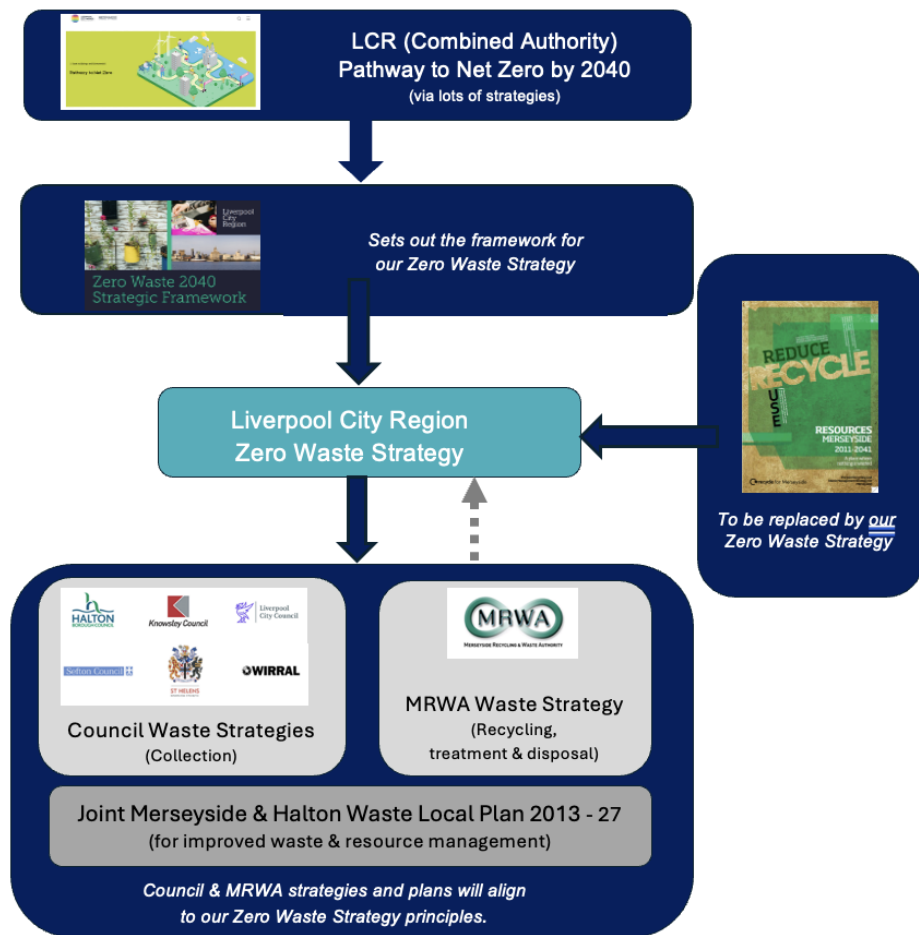 LCR (Combined Authority)
Pathway to Net Zero by 2040
(via lots of strategies)
Pathway to Net Zero
Liverpool
City
Region
Zero Waste 2040
Strategic Framework
Sets out the framework for
our Zero Waste Strategy
Liverpool City Region
Zero Waste Strategy
REDUCE
RECYCLE
USE
RESOURCES
MERSEYSIDE
2011-2041
To be replaced by our
Zero Waste Strategy
HALTON
BOROUGH COUNCIL
Knowsley Council
Liverpool
City Council
Sefton Council
ST HELENS
WIRRAL
Council Waste Strategies
(Collection)
MRWA
MERSEYSIDE RECYCLING & WASTE AUTHORITY
MRWA Waste Strategy
(Recycling,
treatment & disposal)
Joint Merseyside & Halton Waste Local Plan 2013 - 27
(for improved waste & resource management)
Council & MRWA strategies and plans will align
to our Zero Waste Strategy principles.